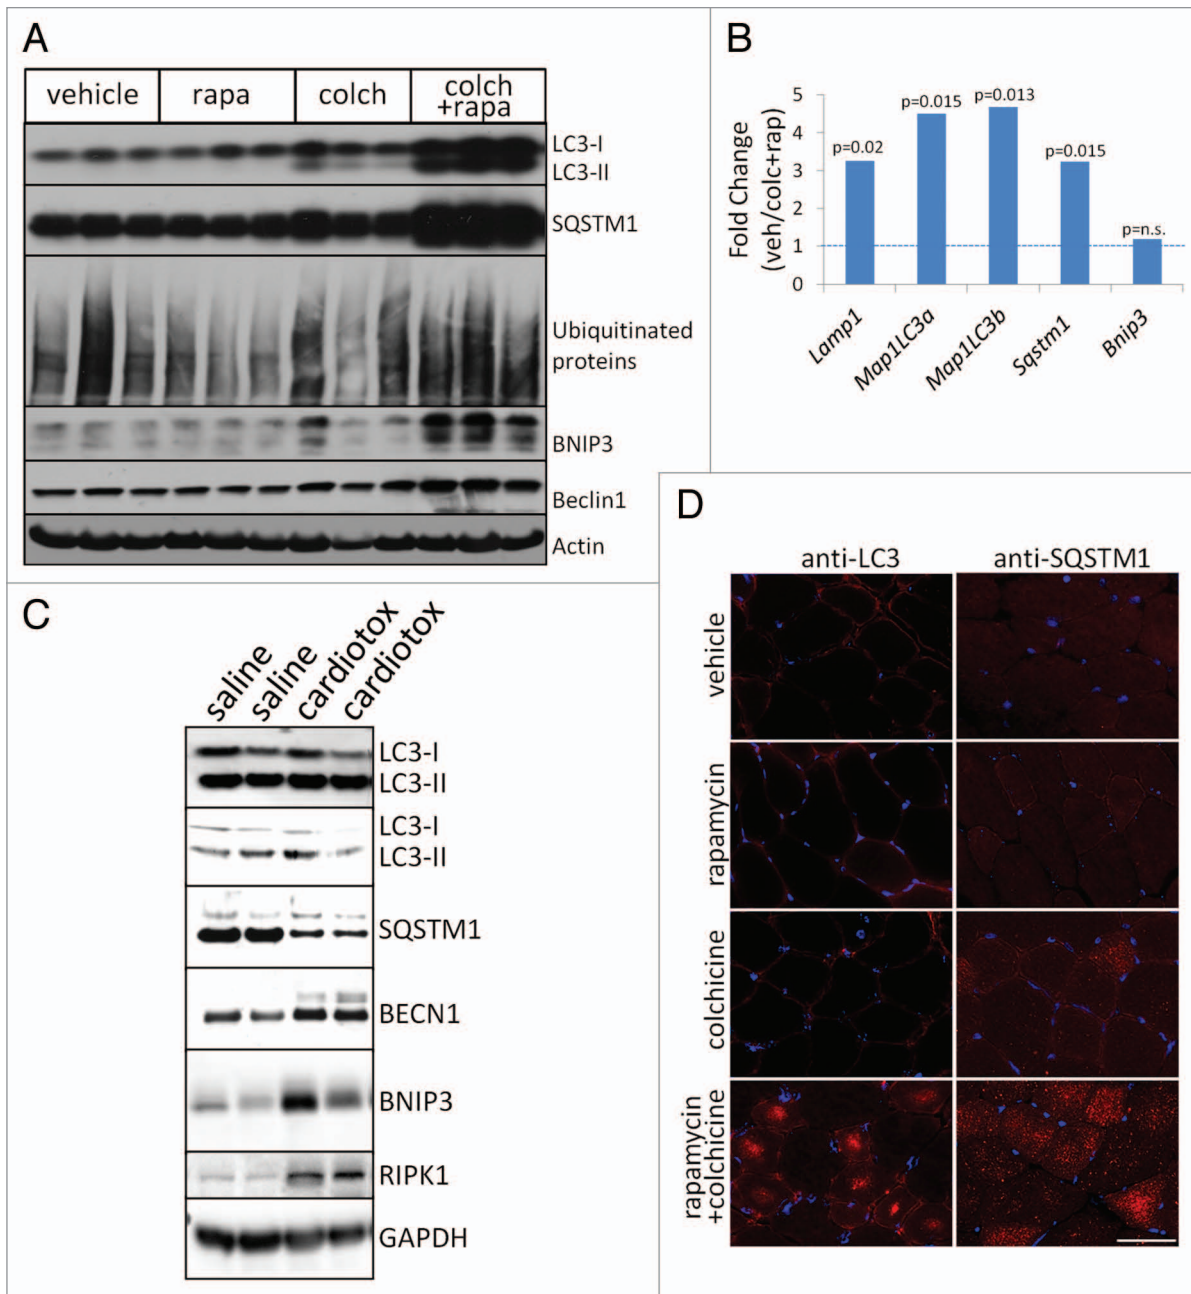 A
vehicle rapa colch colch
+rapa
LC3-I
LC3-II
SQSTM1
Ubiquitinated
proteins
BNIP3
Beclin1
Actin
B
Fold Change
(veh/colc+rap)
5
4
3
2
1
0
p=0.02
p=0.015
p=0.013
p=0.015
p=n.s.
Lamp1
Map1LC3a
Map1LC3b
Sqstm1
Bnip3
C
saline saline cardiotox cardiotox
LC3-I
LC3-II
LC3-I
LC3-II
SQSTM1
BECN1
BNIP3
RIPK1
GAPDH
D
anti-LC3 anti-SQSTM1
vehicle
rapamycin
colchicine
rapamycin
+colchicine